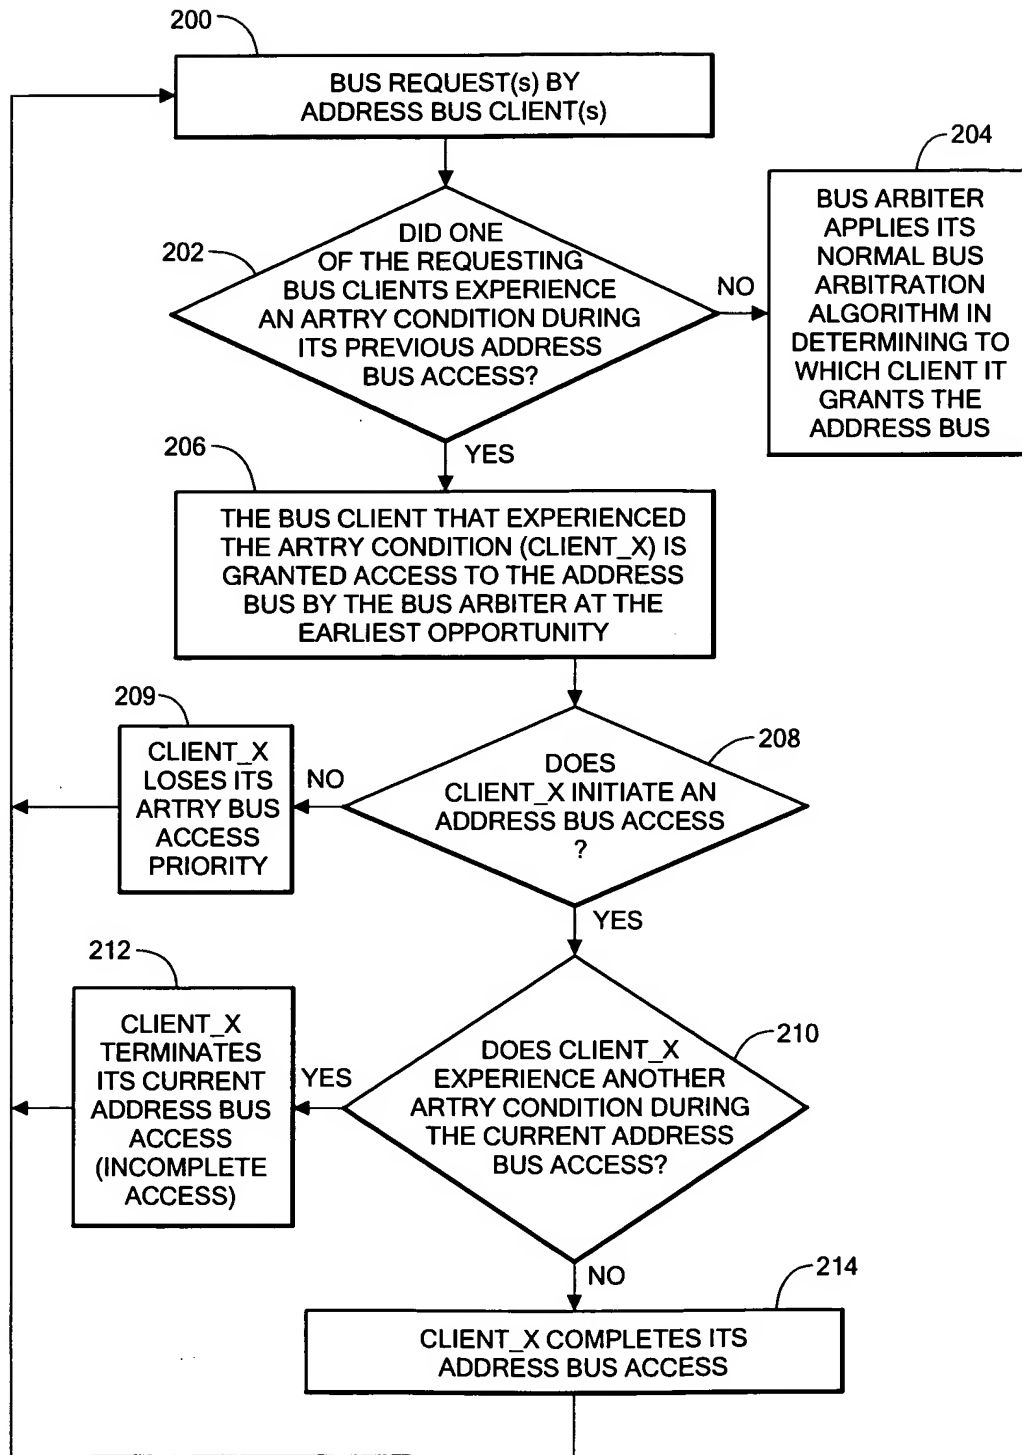 200
BUS REQUEST(s) BY
ADDRESS BUS CLIENT(s)
204
BUS ARBITER
APPLIES ITS
NORMAL BUS
ARBITRATION
ALGORITHM IN
DETERMINING TO
WHICH CLIENT IT
GRANTS THE
ADDRESS BUS
202
DID ONE
OF THE REQUESTING
BUS CLIENTS EXPERIENCE
AN ARTRY CONDITION DURING
ITS PREVIOUS ADDRESS
BUS ACCESS?
NO
YES
206
THE BUS CLIENT THAT EXPERIENCED
THE ARTRY CONDITION (CLIENT_X) IS
GRANTED ACCESS TO THE ADDRESS
BUS BY THE BUS ARBITER AT THE
EARLIEST OPPORTUNITY
209
CLIENT_X
LOSES ITS
ARTRY BUS
ACCESS
PRIORITY
NO
208
DOES
CLIENT_X INITIATE AN
ADDRESS BUS ACCESS
?
YES
212
CLIENT_X
TERMINATES
ITS CURRENT
ADDRESS BUS
ACCESS
(INCOMPLETE
ACCESS)
YES
210
DOES CLIENT_X
EXPERIENCE ANOTHER
ARTRY CONDITION DURING
THE CURRENT ADDRESS
BUS ACCESS?
NO
214
CLIENT_X COMPLETES ITS
ADDRESS BUS ACCESS